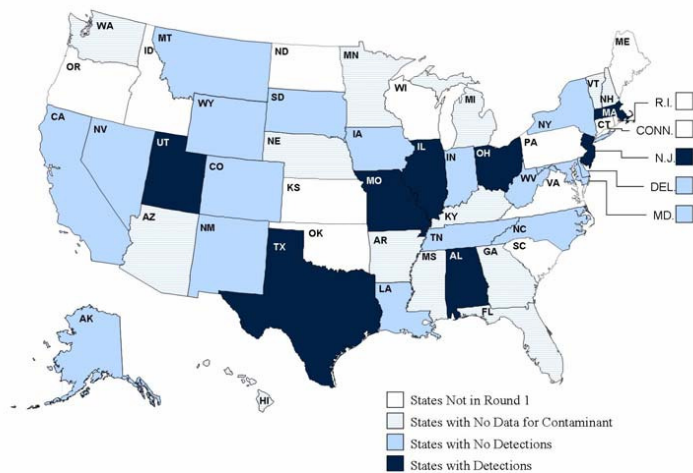 WA
MT
ND
MN
ME
OR
ID
WI
MI
VT
NH
R.I.
MA
CT
CONN.
SD
WY
NY
PA
N.J.
CA
NV
UT
NE
IA
IL
IN
OH
WV
VA
DEL
MD.
CO
KS
MO
KY
NC
TN
AZ
NM
OK
AR
SC
TX
LA
MS
AL
GA
FL
AK
HI
States Not in Round 1
States with No Data for Contaminant
States with No Detections
States with Detections